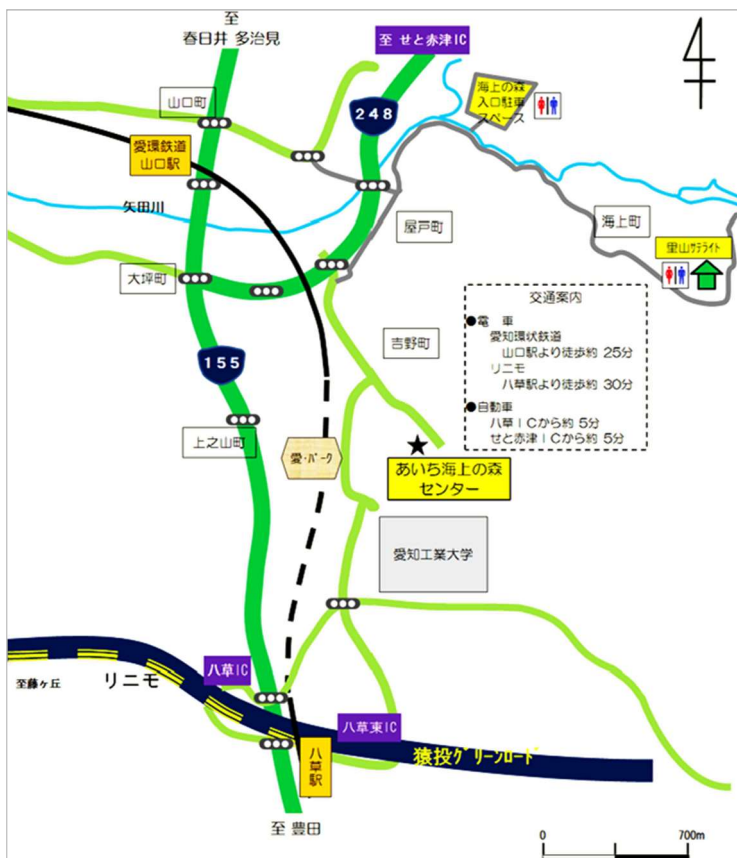 至
春日井 多治見
至 せと赤津IC
海上の森
入口駐車
スペース
山口町
248
愛環鉄道
山口駅
矢田川
屋戸町
海上町
里山サテライト
大坪町
交通案内
●電 車
愛知環状鉄道
山口駅より徒歩約 25分
リニモ
八草駅より徒歩約 30分
●自動車
八草ICから約 5分
せと赤津ICから約 5分
吉野町
155
上之山町
愛・パーク
あいち海上の森
センター
愛知工業大学
八草IC
至藤ヶ丘
リニモ
八草東IC
猿投グリーンロード
八草駅
至 豊田
0
700m